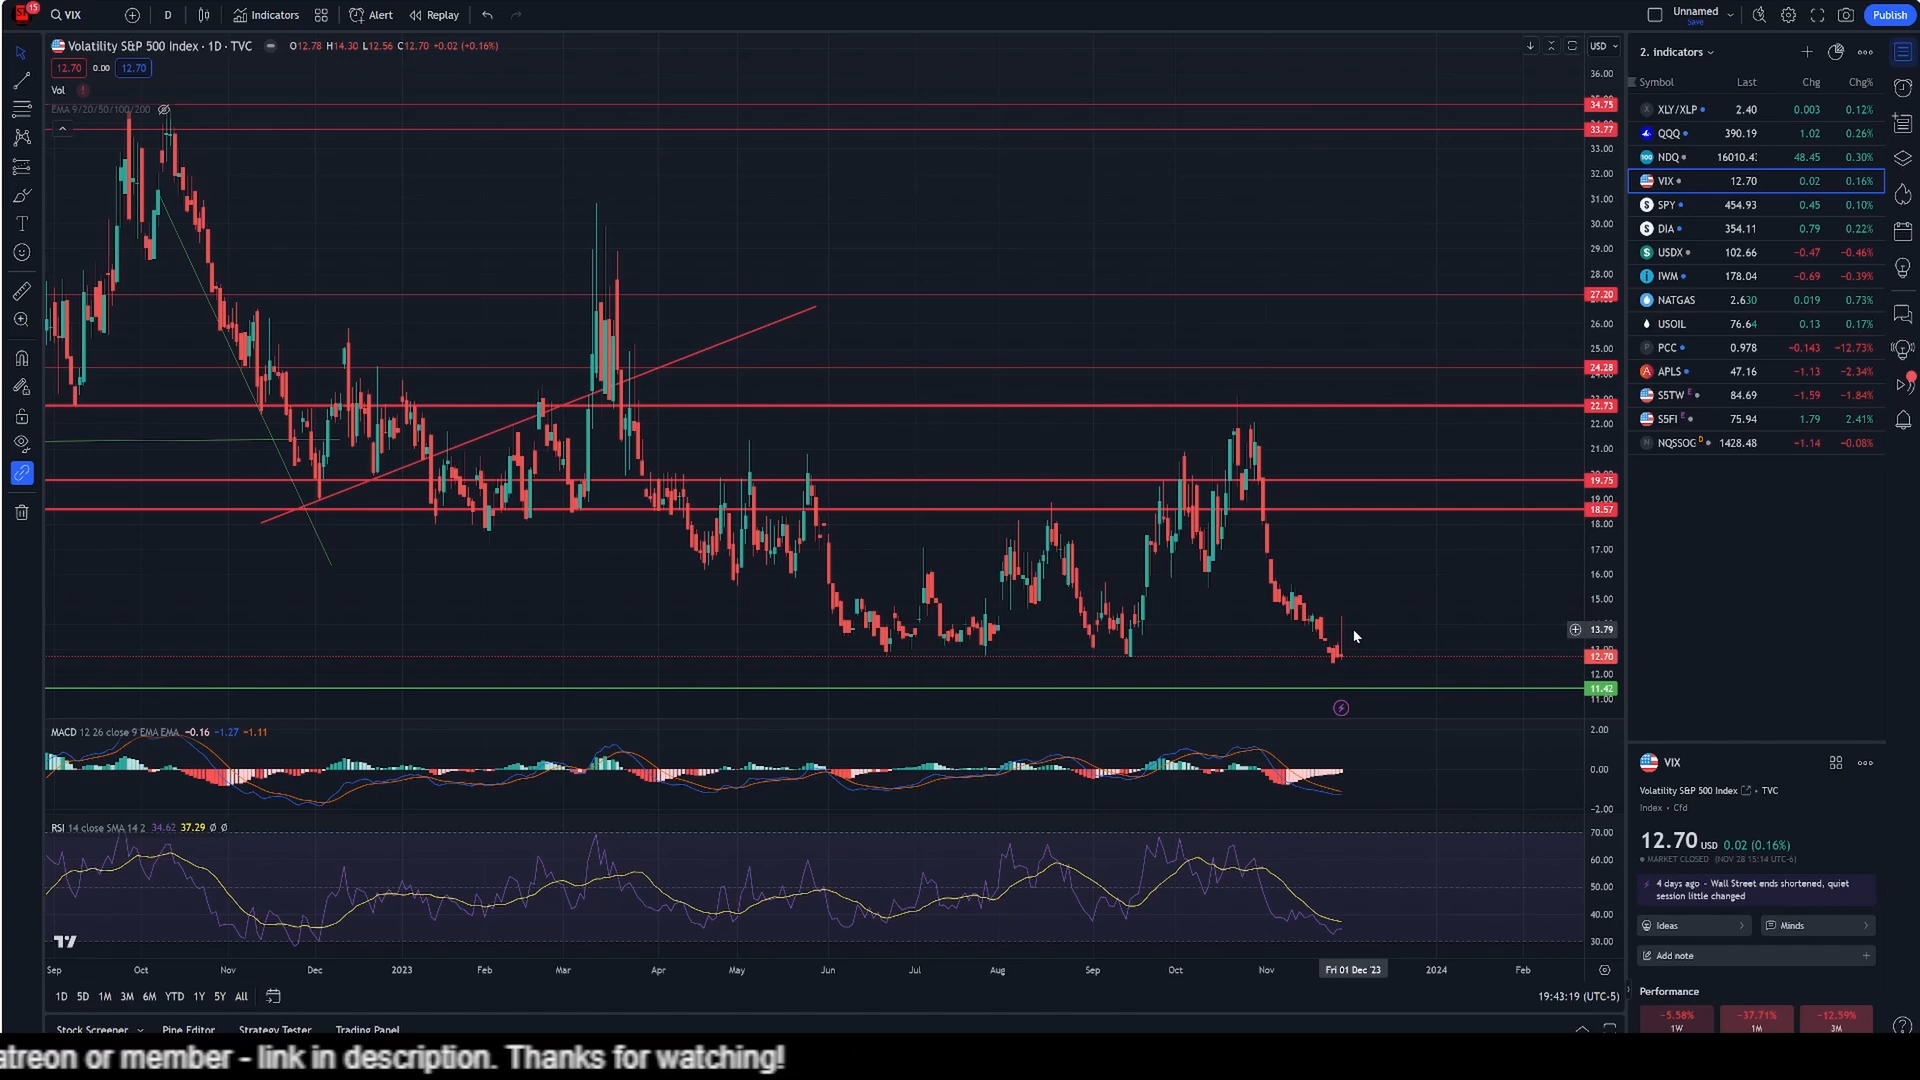 15
VIX
D
Indicators
Alert
Replay
Unnamed
Save
Publish
Volatility S&P 500 Index · 1D · TVC
O12.78 H14.30 L12.56 C12.70 +0.02 (+0.16%)
12.70 0.00 12.70
Vol
EMA 9/20/50/100/200
USD
36.00
34.75
33.77
33.00
32.00
31.00
30.00
29.00
28.00
27.20
26.00
25.00
24.28
22.73
22.00
21.00
19.75
19.00
18.57
18.00
17.00
16.00
15.00
13.79
12.70
12.00
11.42
11.00
MACD 12 26 close 9 EMA EMA −0.16 −1.27 −1.11
2.00
0.00
−2.00
RSI 14 close SMA 14 2 34.62 37.29 Ø Ø
70.00
60.00
50.00
40.00
30.00
Sep Oct Nov Dec 2023 Feb Mar Apr May Jun Jul Aug Sep Oct Nov Fri 01 Dec '23 2024 Feb
1D 5D 1M 3M 6M YTD 1Y 5Y All
19:43:19 (UTC-5)
Stock Screener Pine Editor Strategy Tester Trading Panel
2. indicators
Symbol Last Chg Chg%
XLY/XLP 2.40 0.003 0.12%
QQQ 390.19 1.02 0.26%
NDQ 16010.4 48.45 0.30%
VIX 12.70 0.02 0.16%
SPY 454.93 0.45 0.10%
DIA 354.11 0.79 0.22%
USDX 102.66 −0.47 −0.46%
IWM 178.04 −0.69 −0.39%
NATGAS 2.630 0.019 0.73%
USOIL 76.64 0.13 0.17%
PCC 0.978 −0.143 −12.73%
APLS 47.16 −1.13 −2.34%
S5TW E 84.69 −1.59 −1.84%
S5FI E 75.94 1.79 2.41%
NQSSOG D 1428.48 −1.14 −0.08%
VIX
Volatility S&P 500 Index · TVC
Index · Cfd
12.70 USD 0.02 (0.16%)
MARKET CLOSED (NOV 28 15:14 UTC-6)
4 days ago - Wall Street ends shortened, quiet
session little changed
Ideas
Minds
Add note
Performance
−5.58% −37.71% −12.59%
1W 1M 3M
atreon or member - link in description. Thanks for watching!